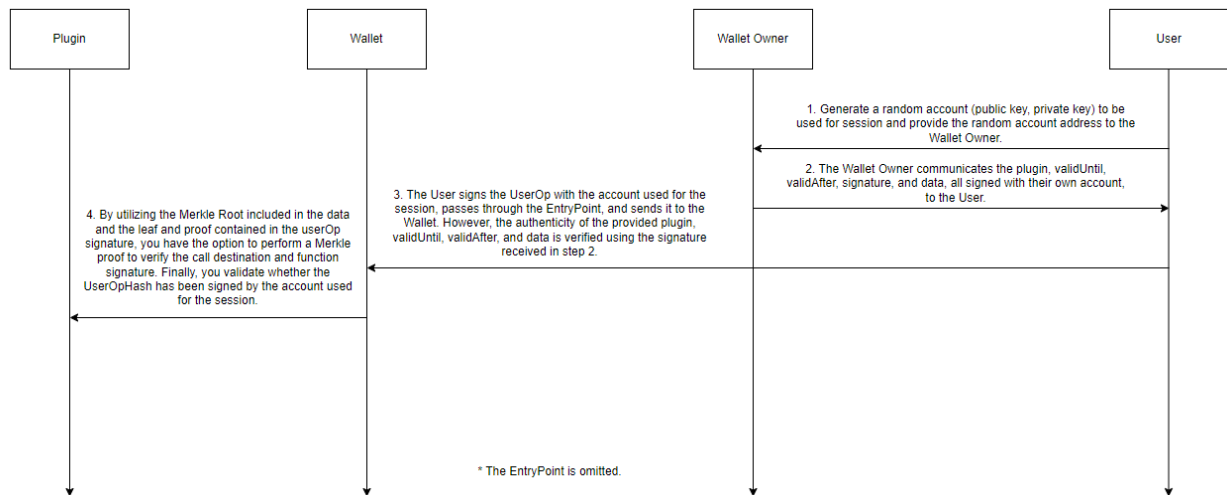 Plugin
Wallet
Wallet Owner
User
1. Generate a random account (public key, private key) to be
used for session and provide the random account address to the
Wallet Owner.
2. The Wallet Owner communicates the plugin, validUntil,
validAfter, signature, and data, all signed with their own account,
to the User.
3. The User signs the UserOp with the account used for the
session, passes through the EntryPoint, and sends it to the
Wallet. However, the authenticity of the provided plugin,
validUntil, validAfter, and data is verified using the signature
received in step 2.
4. By utilizing the Merkle Root included in the data
and the leaf and proof contained in the userOp
signature, you have the option to perform a Merkle
proof to verify the call destination and function
signature. Finally, you validate whether the
UserOpHash has been signed by the account used
for the session.
* The EntryPoint is omitted.